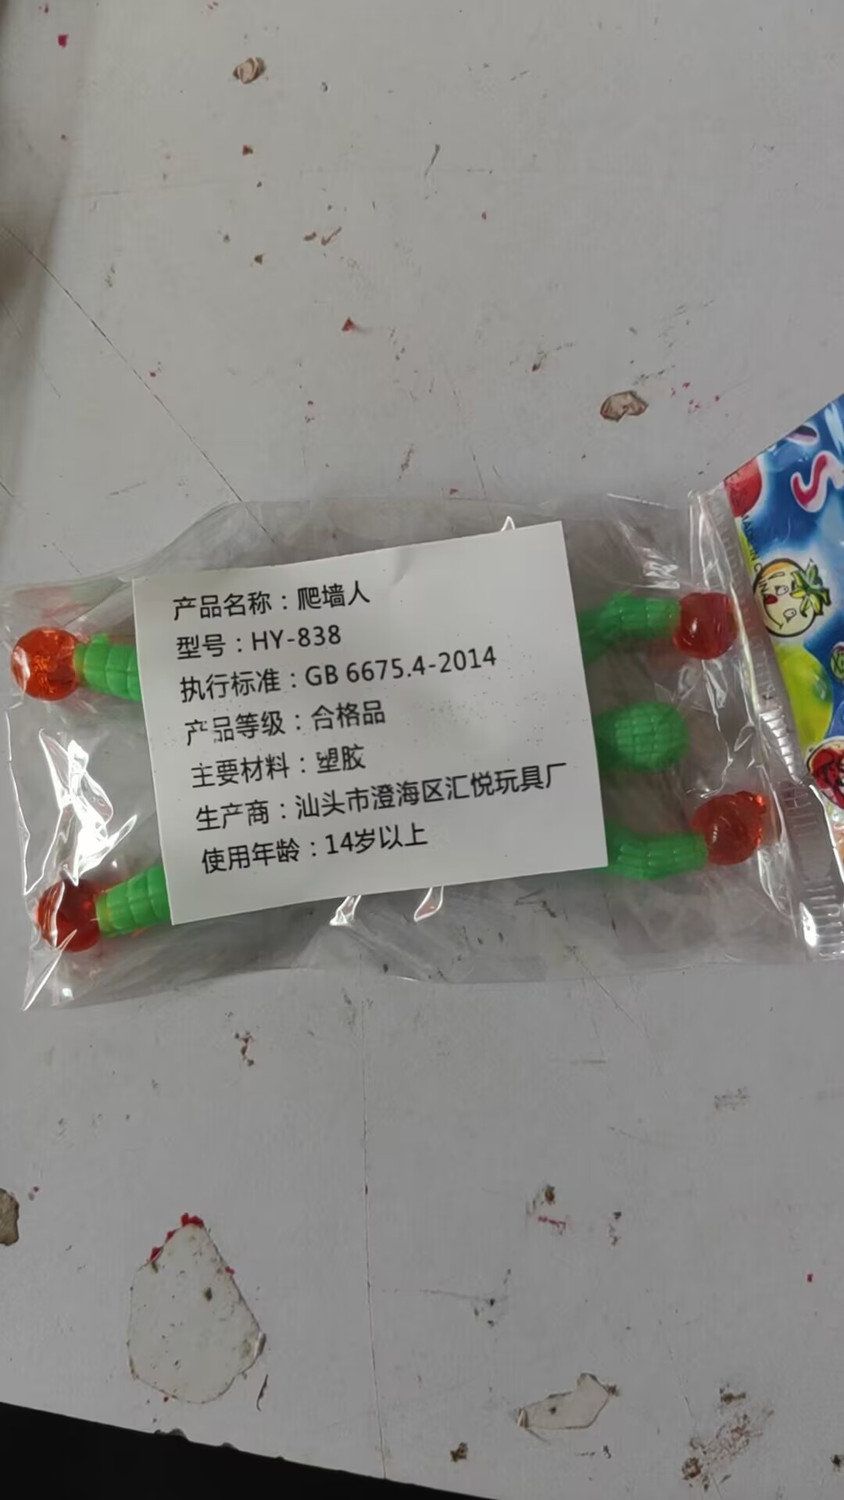 产品名称：爬墙人
型号：HY-838
执行标准：GB 6675.4-2014
产品等级：合格品
主要材料：塑胶
生产商：汕头市澄海区汇悦玩具厂
使用年龄：14岁以上